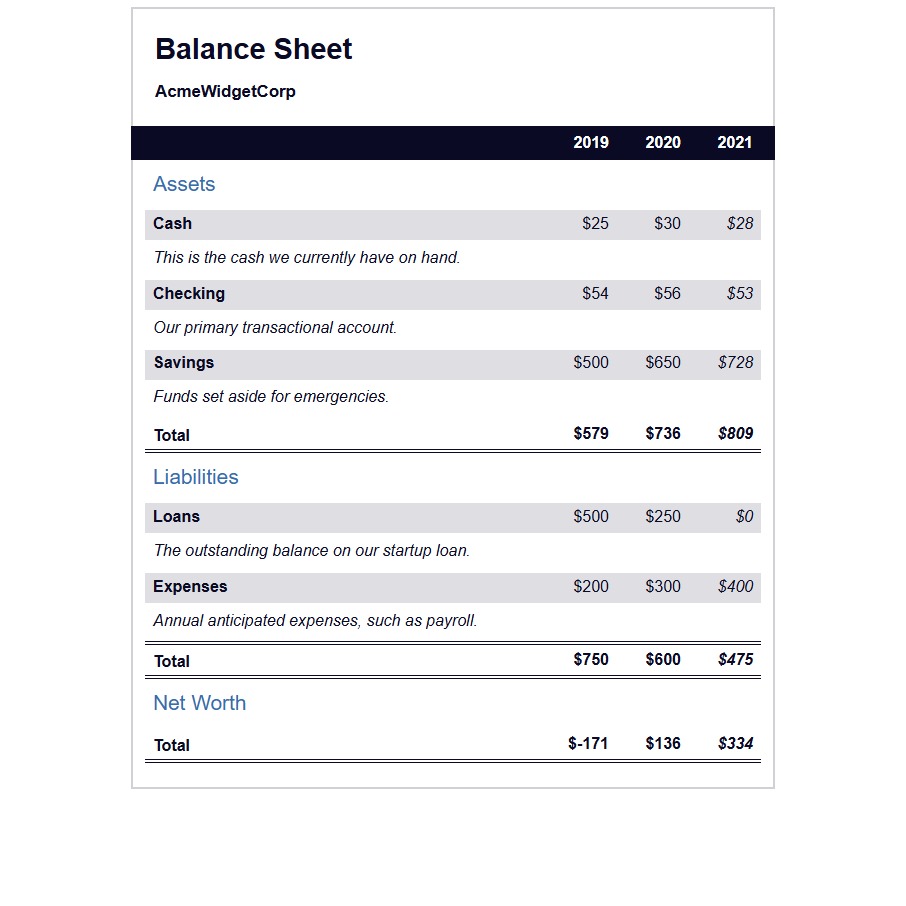 Balance Sheet
AcmeWidgetCorp
2019 2020 2021
Assets
Cash $25 $30 $28
This is the cash we currently have on hand.
Checking $54 $56 $53
Our primary transactional account.
Savings $500 $650 $728
Funds set aside for emergencies.
Total $579 $736 $809
Liabilities
Loans $500 $250 $0
The outstanding balance on our startup loan.
Expenses $200 $300 $400
Annual anticipated expenses, such as payroll.
Total $750 $600 $475
Net Worth
Total $-171 $136 $334